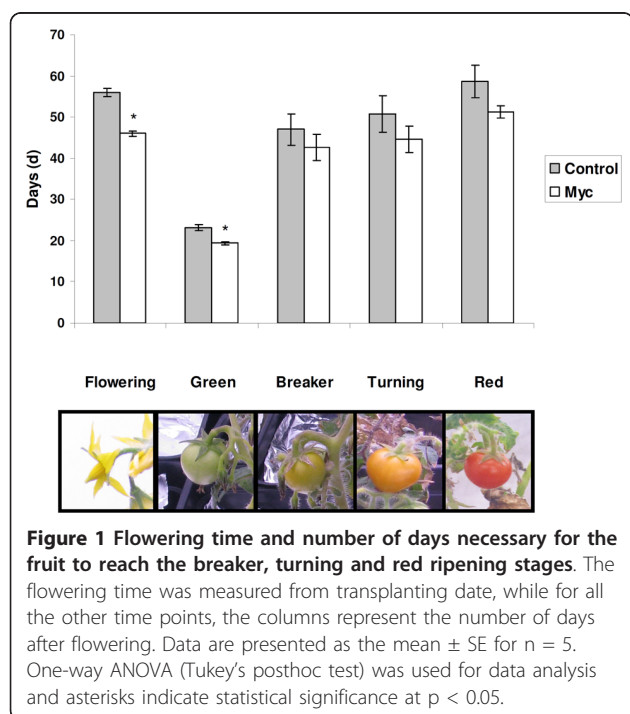 70
60
50
40
30
20
10
0
Days (d)
*
*
Control
Myc
Flowering Green Breaker Turning Red
Figure 1 Flowering time and number of days necessary for the
fruit to reach the breaker, turning and red ripening stages. The
flowering time was measured from transplanting date, while for all
the other time points, the columns represent the number of days
after flowering. Data are presented as the mean ± SE for n = 5.
One-way ANOVA (Tukey's posthoc test) was used for data analysis
and asterisks indicate statistical significance at p < 0.05.